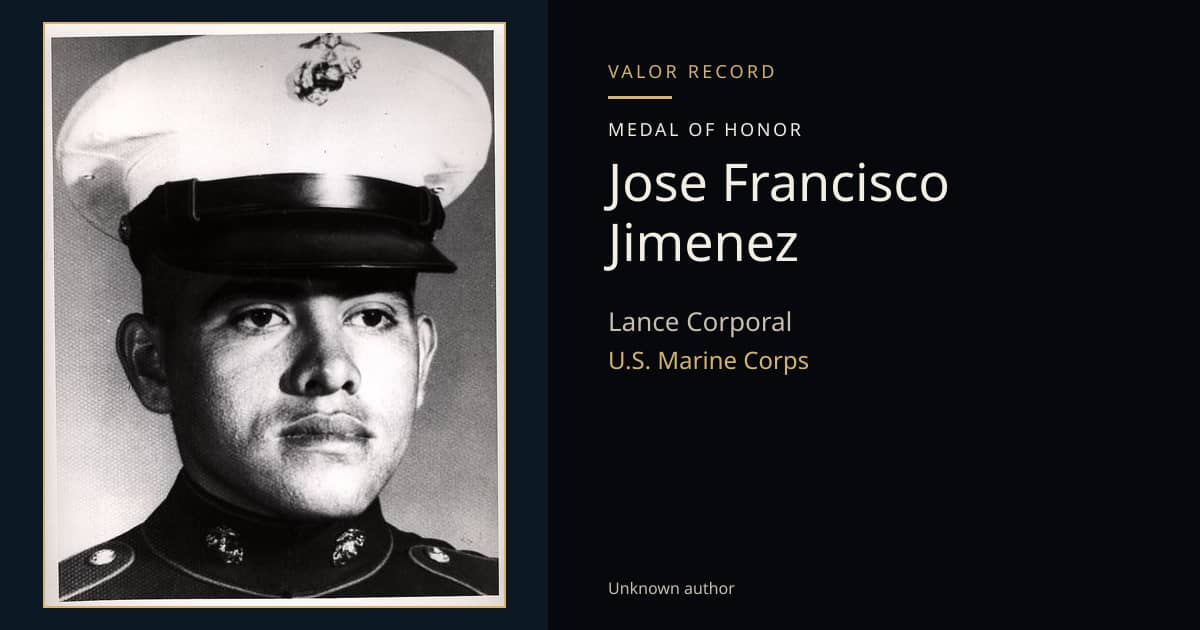 VALOR RECORD
MEDAL OF HONOR
Jose Francisco
Jimenez
Lance Corporal
U.S. Marine Corps
Unknown author